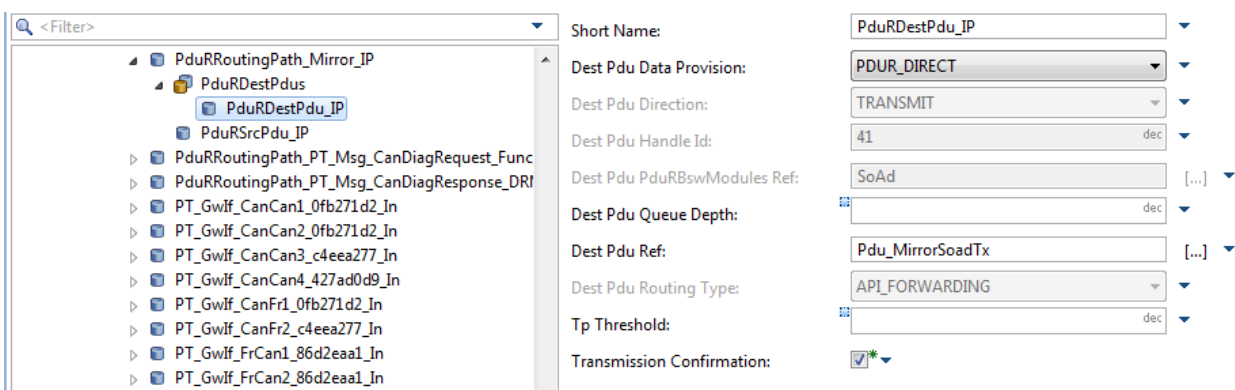 <Filter>
PduRRoutingPath_Mirror_IP
PduRDestPdus
PduRDestPdu_IP
PduRSrcPdu_IP
PduRRoutingPath_PT_Msg_CanDiagRequest_Func
PduRRoutingPath_PT_Msg_CanDiagResponse_DRM
PT_GwIf_CanCan1_0fb271d2_In
PT_GwIf_CanCan2_0fb271d2_In
PT_GwIf_CanCan3_c4eea277_In
PT_GwIf_CanCan4_427ad0d9_In
PT_GwIf_CanFr1_0fb271d2_In
PT_GwIf_CanFr2_c4eea277_In
PT_GwIf_FrCan1_86d2eaa1_In
PT_GwIf_FrCan2_86d2eaa1_In
Short Name: PduRDestPdu_IP
Dest Pdu Data Provision: PDUR_DIRECT
Dest Pdu Direction: TRANSMIT
Dest Pdu Handle Id: 41 dec
Dest Pdu PduRBswModules Ref: SoAd [...]
Dest Pdu Queue Depth: dec
Dest Pdu Ref: Pdu_MirrorSoadTx [...]
Dest Pdu Routing Type: API_FORWARDING
Tp Threshold: dec
Transmission Confirmation: *